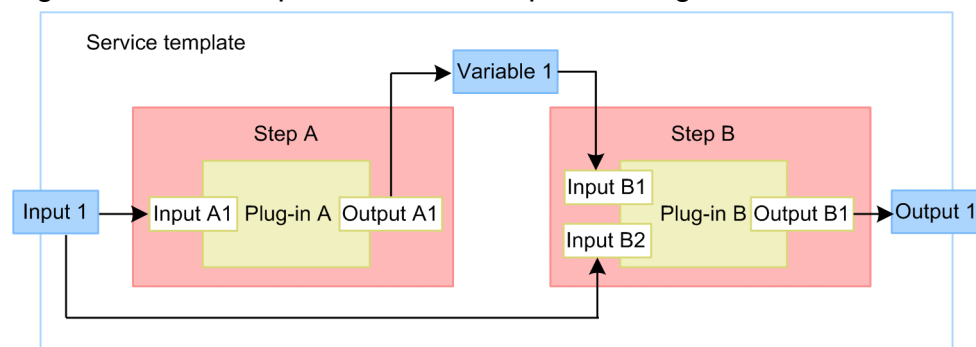 Service template
Variable 1
Step A
Step B
Input 1
Input A1
Plug-in A
Output A1
Input B1
Input B2
Plug-in B
Output B1
Output 1